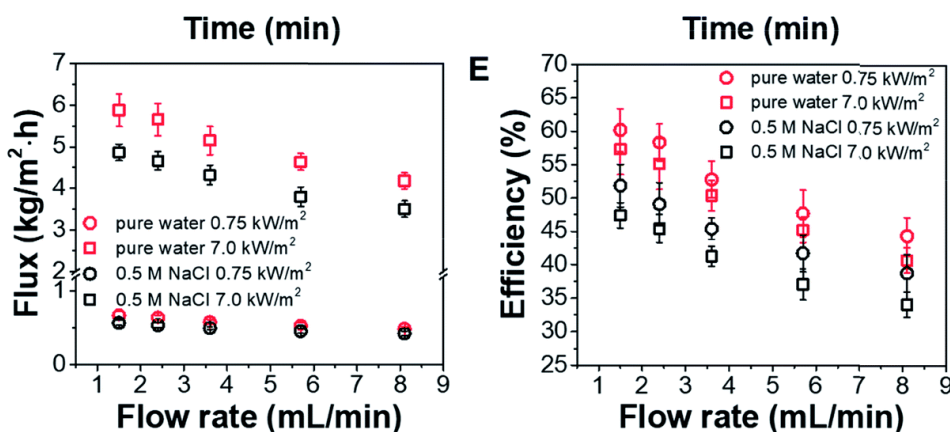 Time (min)
Flux (kg/m²·h)
7
6
5
4
3
2
1
0
pure water 0.75 kW/m²
pure water 7.0 kW/m²
0.5 M NaCl 0.75 kW/m²
0.5 M NaCl 7.0 kW/m²
1 2 3 4 5 6 7 8 9
Flow rate (mL/min)
Time (min)
E
Efficiency (%)
70
65
60
55
50
45
40
35
30
25
pure water 0.75 kW/m²
pure water 7.0 kW/m²
0.5 M NaCl 0.75 kW/m²
0.5 M NaCl 7.0 kW/m²
1 2 3 4 5 6 7 8 9
Flow rate (mL/min)